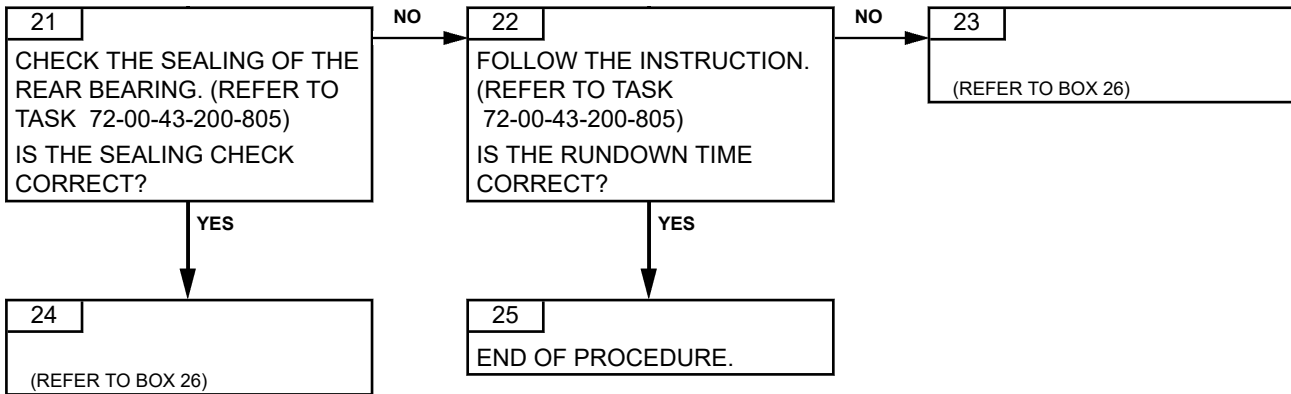 21
CHECK THE SEALING OF THE
REAR BEARING. (REFER TO
TASK 72-00-43-200-805)
IS THE SEALING CHECK
CORRECT?
NO
22
FOLLOW THE INSTRUCTION.
(REFER TO TASK
72-00-43-200-805)
IS THE RUNDOWN TIME
CORRECT?
NO
23
(REFER TO BOX 26)
YES
YES
24
(REFER TO BOX 26)
25
END OF PROCEDURE.